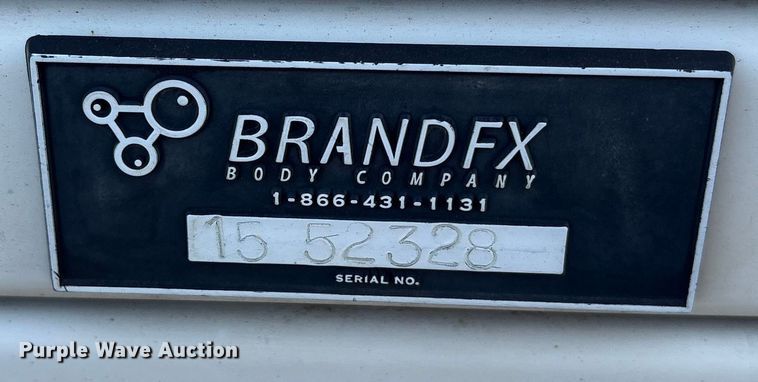 BRANDFX
BODY COMPANY
1-866-431-1131
15 52328
SERIAL NO.
Purple Wave Auction